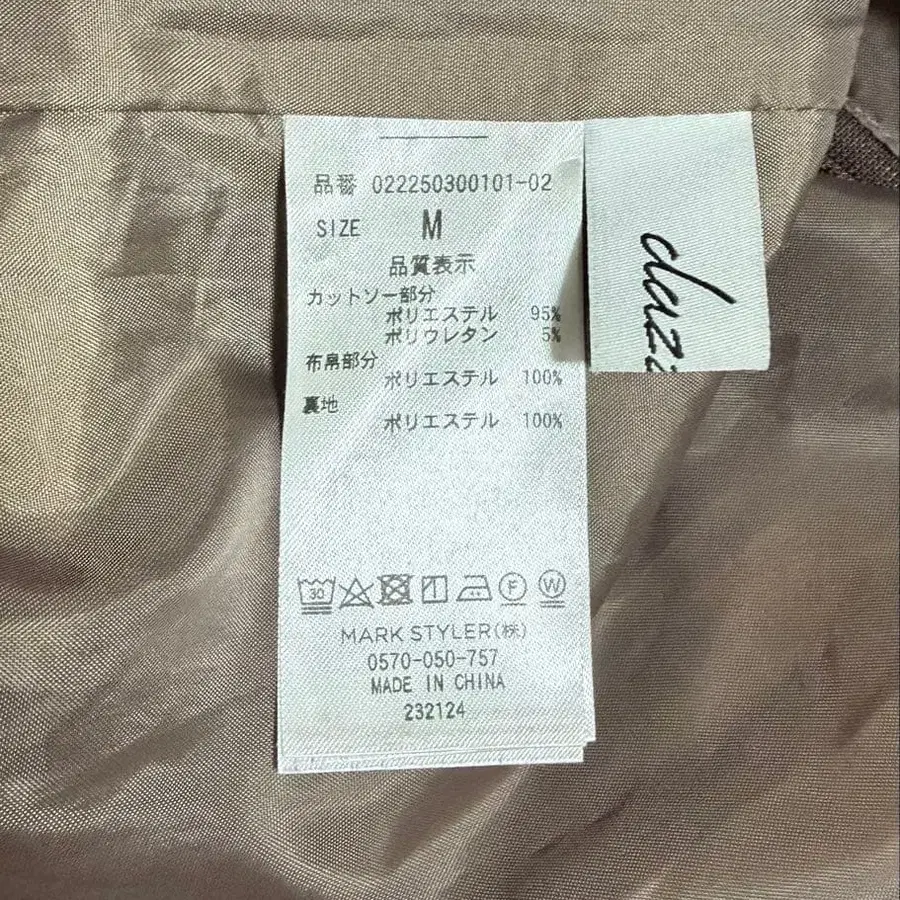 品番 022250300101-02
SIZE M
品質表示
カットソー部分
ポリエステル 95%
ポリウレタン 5%
布帛部分
ポリエステル 100%
裏地
ポリエステル 100%
30
F W
MARK STYLER(株)
0570-050-757
MADE IN CHINA
232124